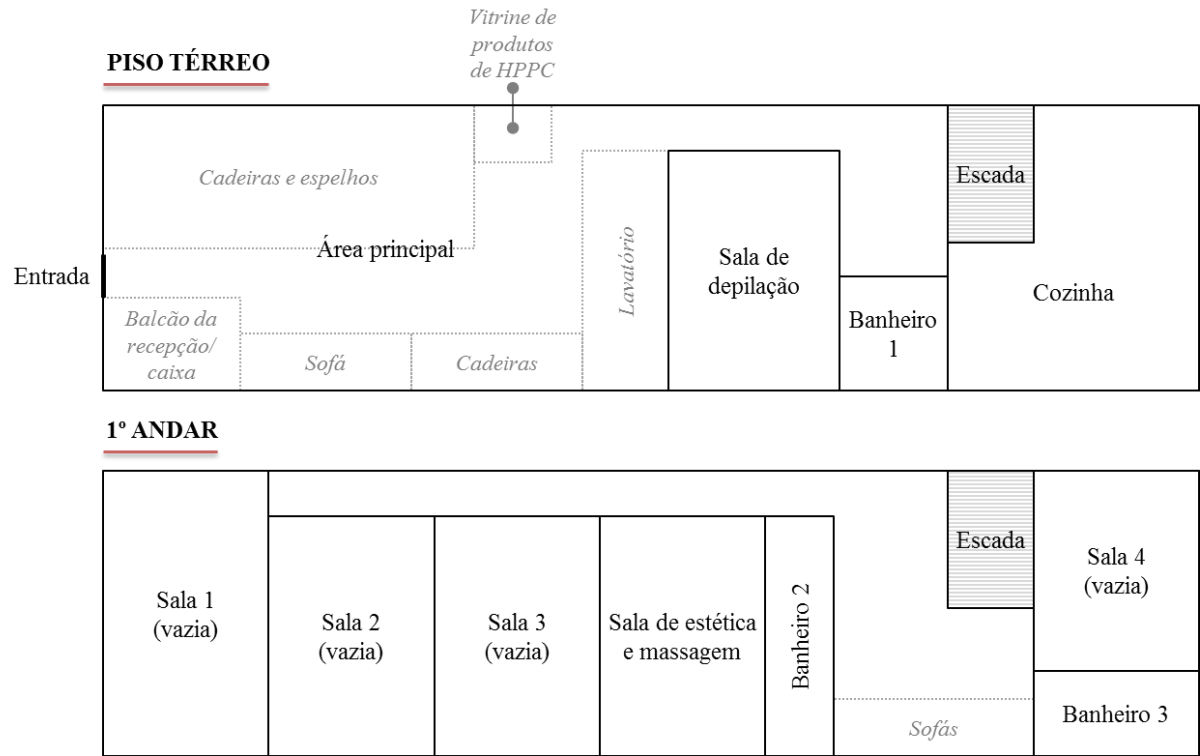 Vitrine de
produtos
de HPPC
PISO TÉRREO
Cadeiras e espelhos
Escada
Área principal
Lavatório
Sala de
depilação
Entrada
Cozinha
Balcão da
recepção/
caixa
Sofá
Cadeiras
Banheiro
1
1º ANDAR
Escada
Sala 1
(vazia)
Sala 2
(vazia)
Sala 3
(vazia)
Sala de estética
e massagem
Banheiro 2
Sala 4
(vazia)
Sofás
Banheiro 3